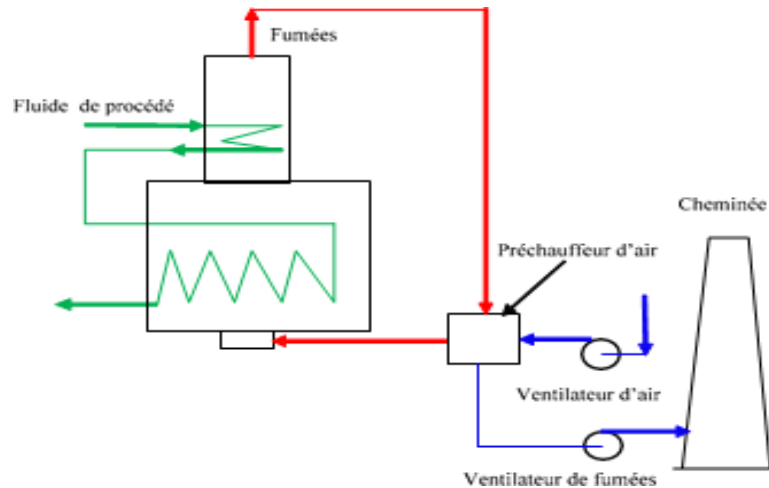 Fumées
Fluide de procédé
Cheminée
Préchauffeur d'air
Ventilateur d'air
Ventilateur de fumées